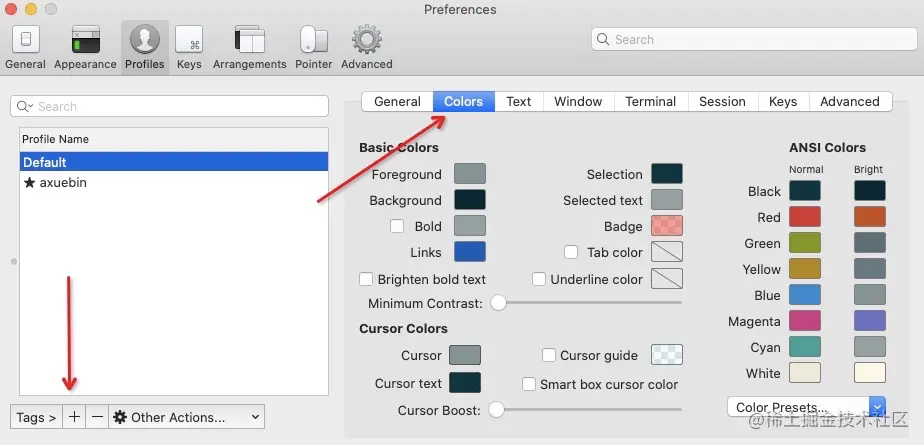 Preferences
General Appearance Profiles Keys Arrangements Pointer Advanced
Search
Search
Profile Name
Default
★ axuebin
Tags > + − Other Actions...
General Colors Text Window Terminal Session Keys Advanced
Basic Colors
Foreground
Background
Bold
Links
Brighten bold text
Minimum Contrast:
Selection
Selected text
Badge
Tab color
Underline color
Cursor Colors
Cursor
Cursor text
Cursor Boost:
Cursor guide
Smart box cursor color
ANSI Colors
Normal Bright
Black
Red
Green
Yellow
Blue
Magenta
Cyan
White
Color Presets...
@稀土掘金技术社区